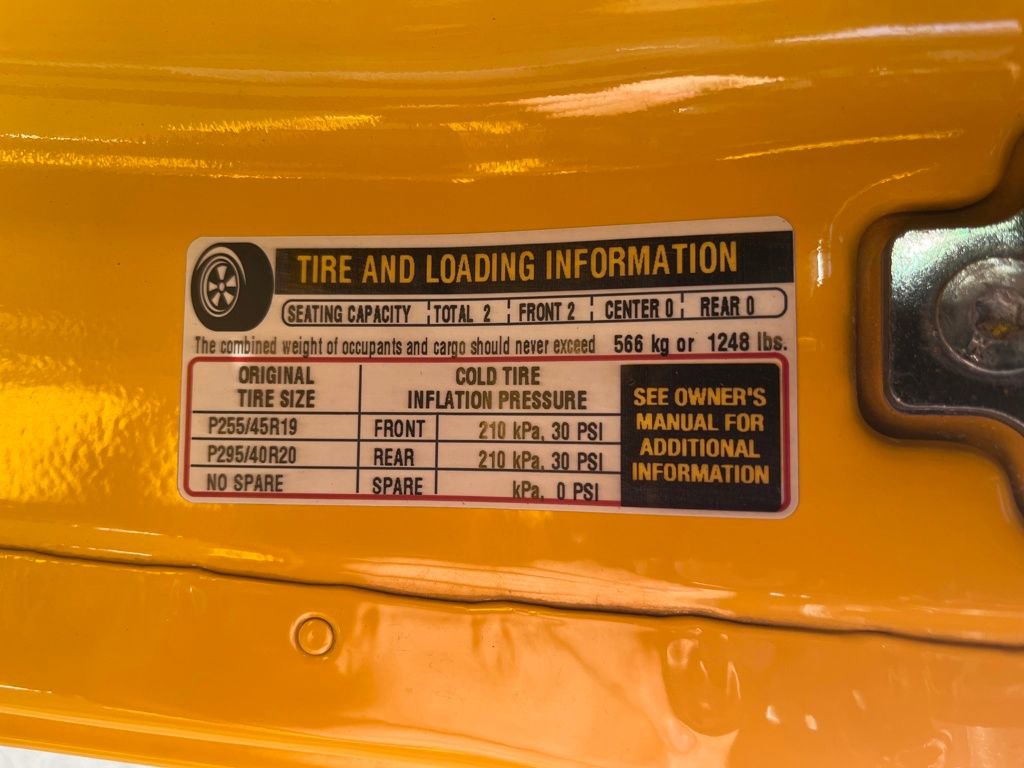 TIRE AND LOADING INFORMATION
SEATING CAPACITY TOTAL 2 FRONT 2 CENTER 0 REAR 0
The combined weight of occupants and cargo should never exceed 566 kg or 1248 lbs.
ORIGINAL TIRE SIZE
COLD TIRE INFLATION PRESSURE
P255/45R19 FRONT 210 kPa, 30 PSI
P295/40R20 REAR 210 kPa, 30 PSI
NO SPARE SPARE kPa, 0 PSI
SEE OWNER'S
MANUAL FOR
ADDITIONAL
INFORMATION